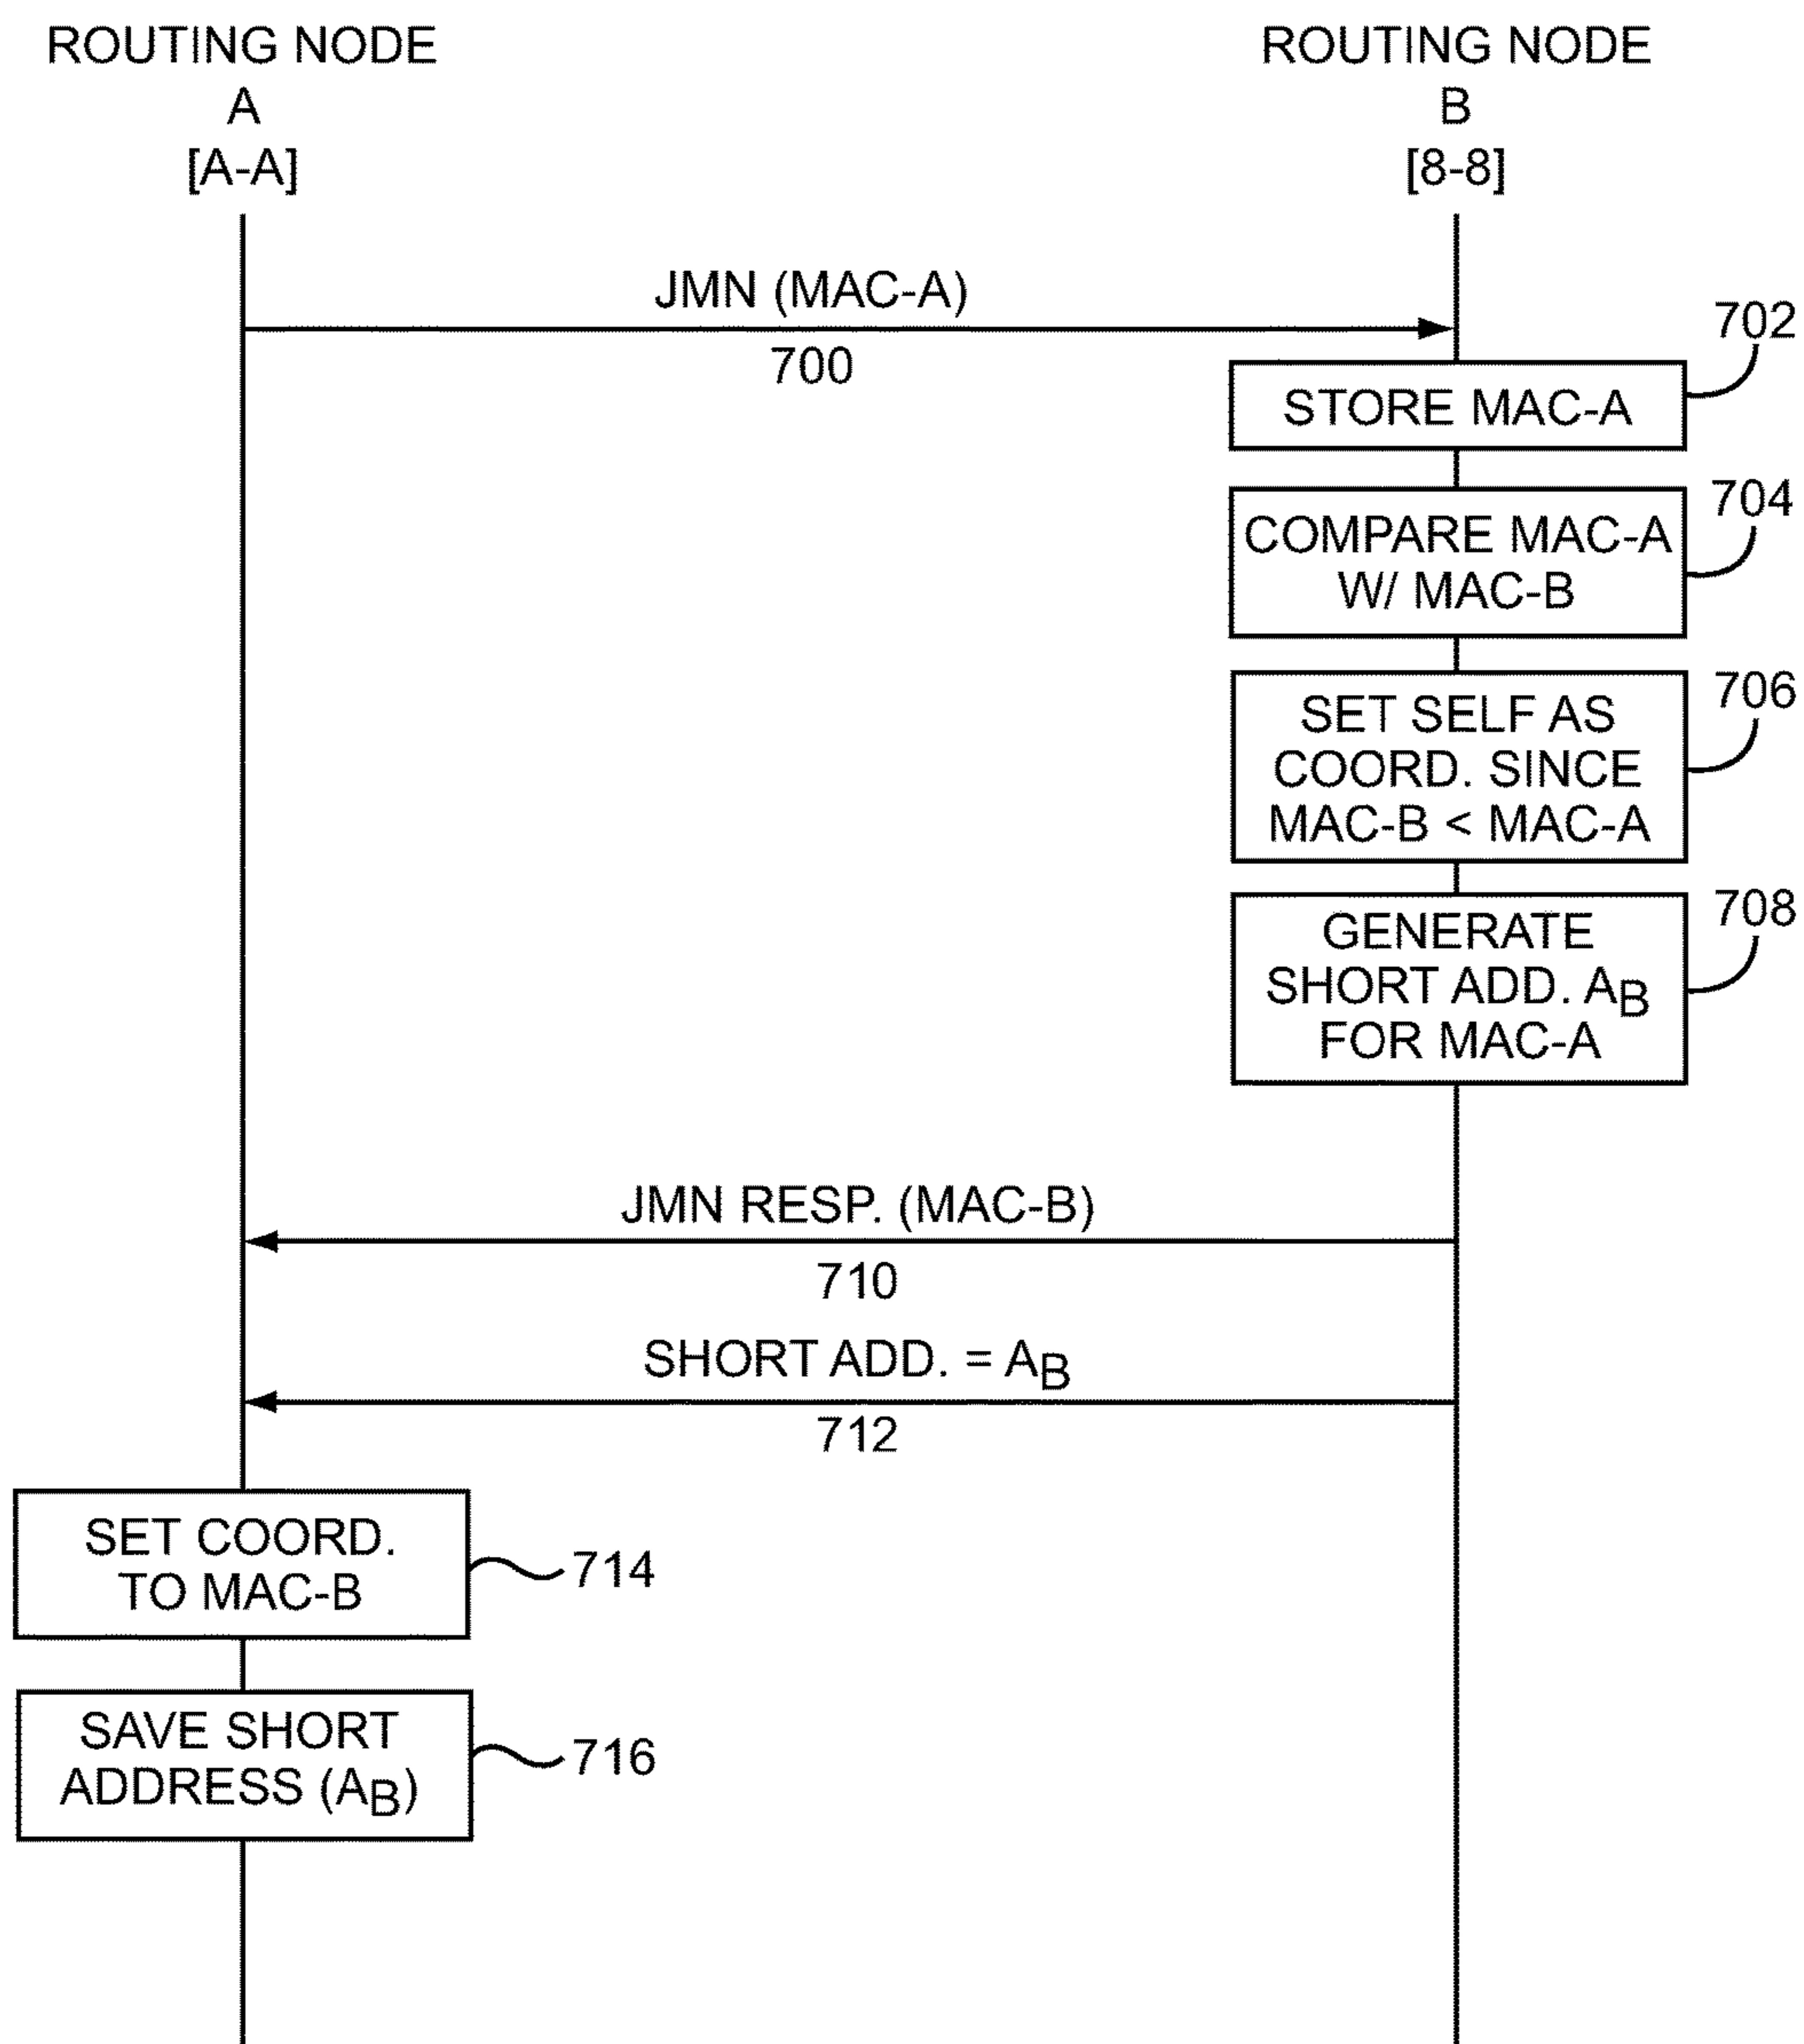 ROUTING NODE
A
[A-A]
ROUTING NODE
B
[8-8]
JMN (MAC-A)
700
702
STORE MAC-A
704
COMPARE MAC-A
W/ MAC-B
706
SET SELF AS
COORD. SINCE
MAC-B < MAC-A
708
GENERATE
SHORT ADD. AB
FOR MAC-A
JMN RESP. (MAC-B)
710
SHORT ADD. = AB
712
SET COORD.
TO MAC-B
714
SAVE SHORT
ADDRESS (AB)
716